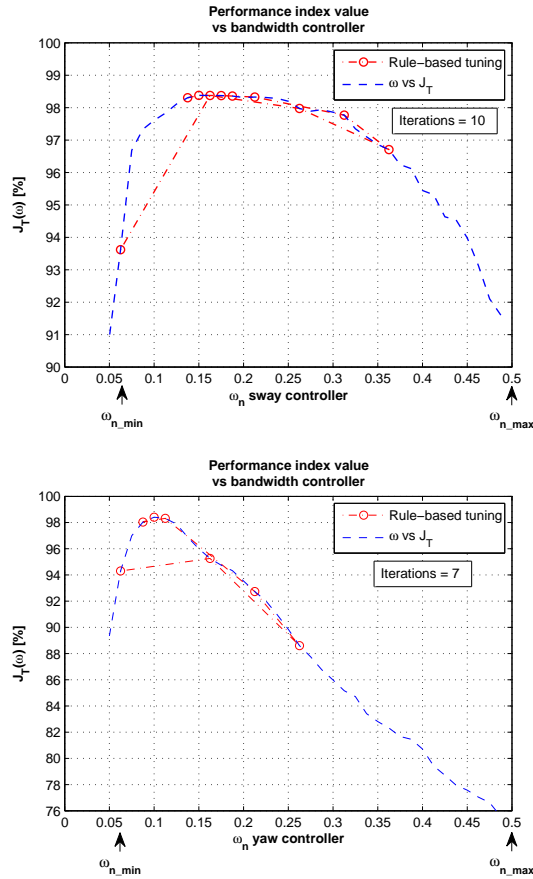 Performance index value
vs bandwidth controller
100
99
98
97
96
95
94
93
92
91
90
J_T(ω) [%]
Rule−based tuning
ω vs J_T
Iterations = 10
0 0.05 0.1 0.15 0.2 0.25 0.3 0.35 0.4 0.45 0.5
ω_n sway controller
ω_n_min
ω_n_max
Performance index value
vs bandwidth controller
100
98
96
94
92
90
88
86
84
82
80
78
76
J_T(ω) [%]
Rule−based tuning
ω vs J_T
Iterations = 7
0 0.05 0.1 0.15 0.2 0.25 0.3 0.35 0.4 0.45 0.5
ω_n yaw controller
ω_n_min
ω_n_max